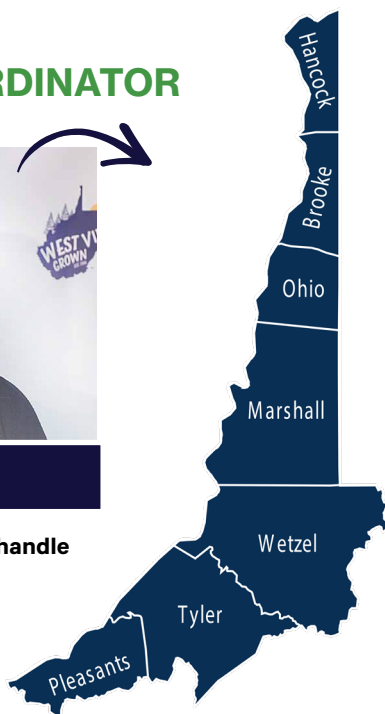 RDINATOR
Hancock
Brooke
WEST VI
GROWN
Ohio
Marshall
handle
Wetzel
Tyler
Pleasants